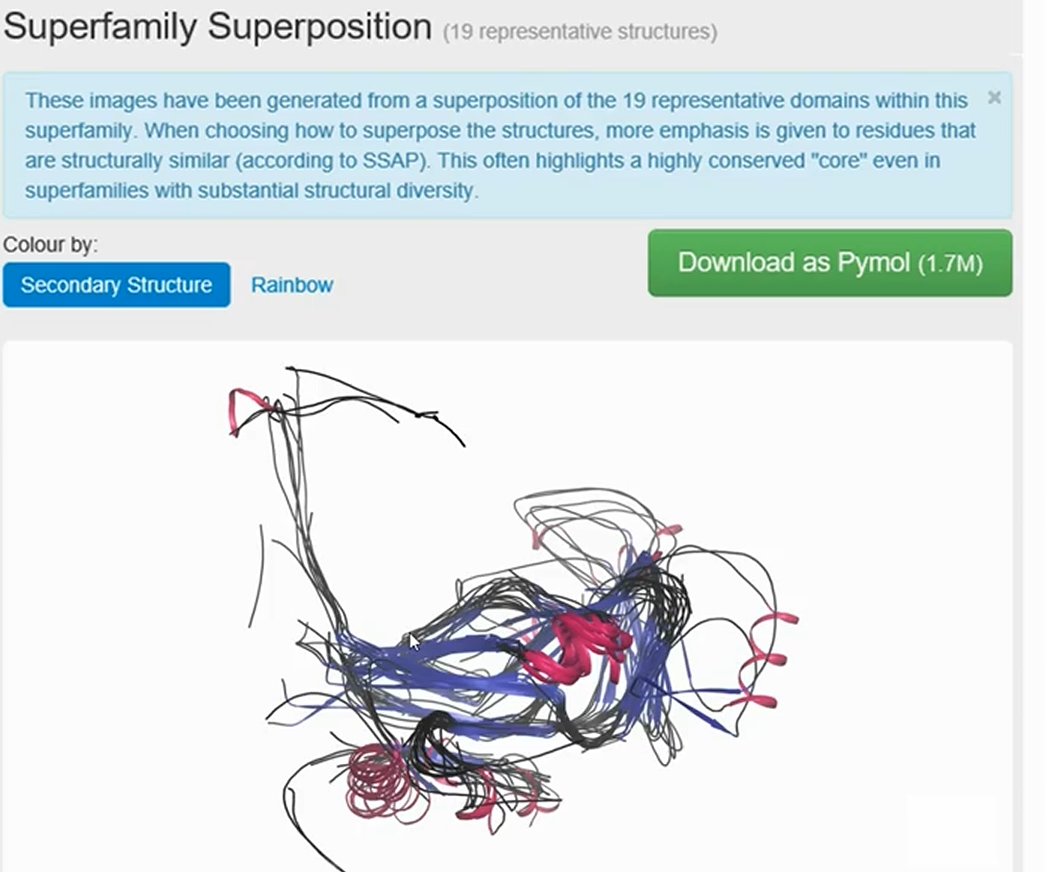 Superfamily Superposition (19 representative structures)
These images have been generated from a superposition of the 19 representative domains within this ×
superfamily. When choosing how to superpose the structures, more emphasis is given to residues that
are structurally similar (according to SSAP). This often highlights a highly conserved "core" even in
superfamilies with substantial structural diversity.
Colour by:
Secondary Structure Rainbow
Download as Pymol (1.7M)